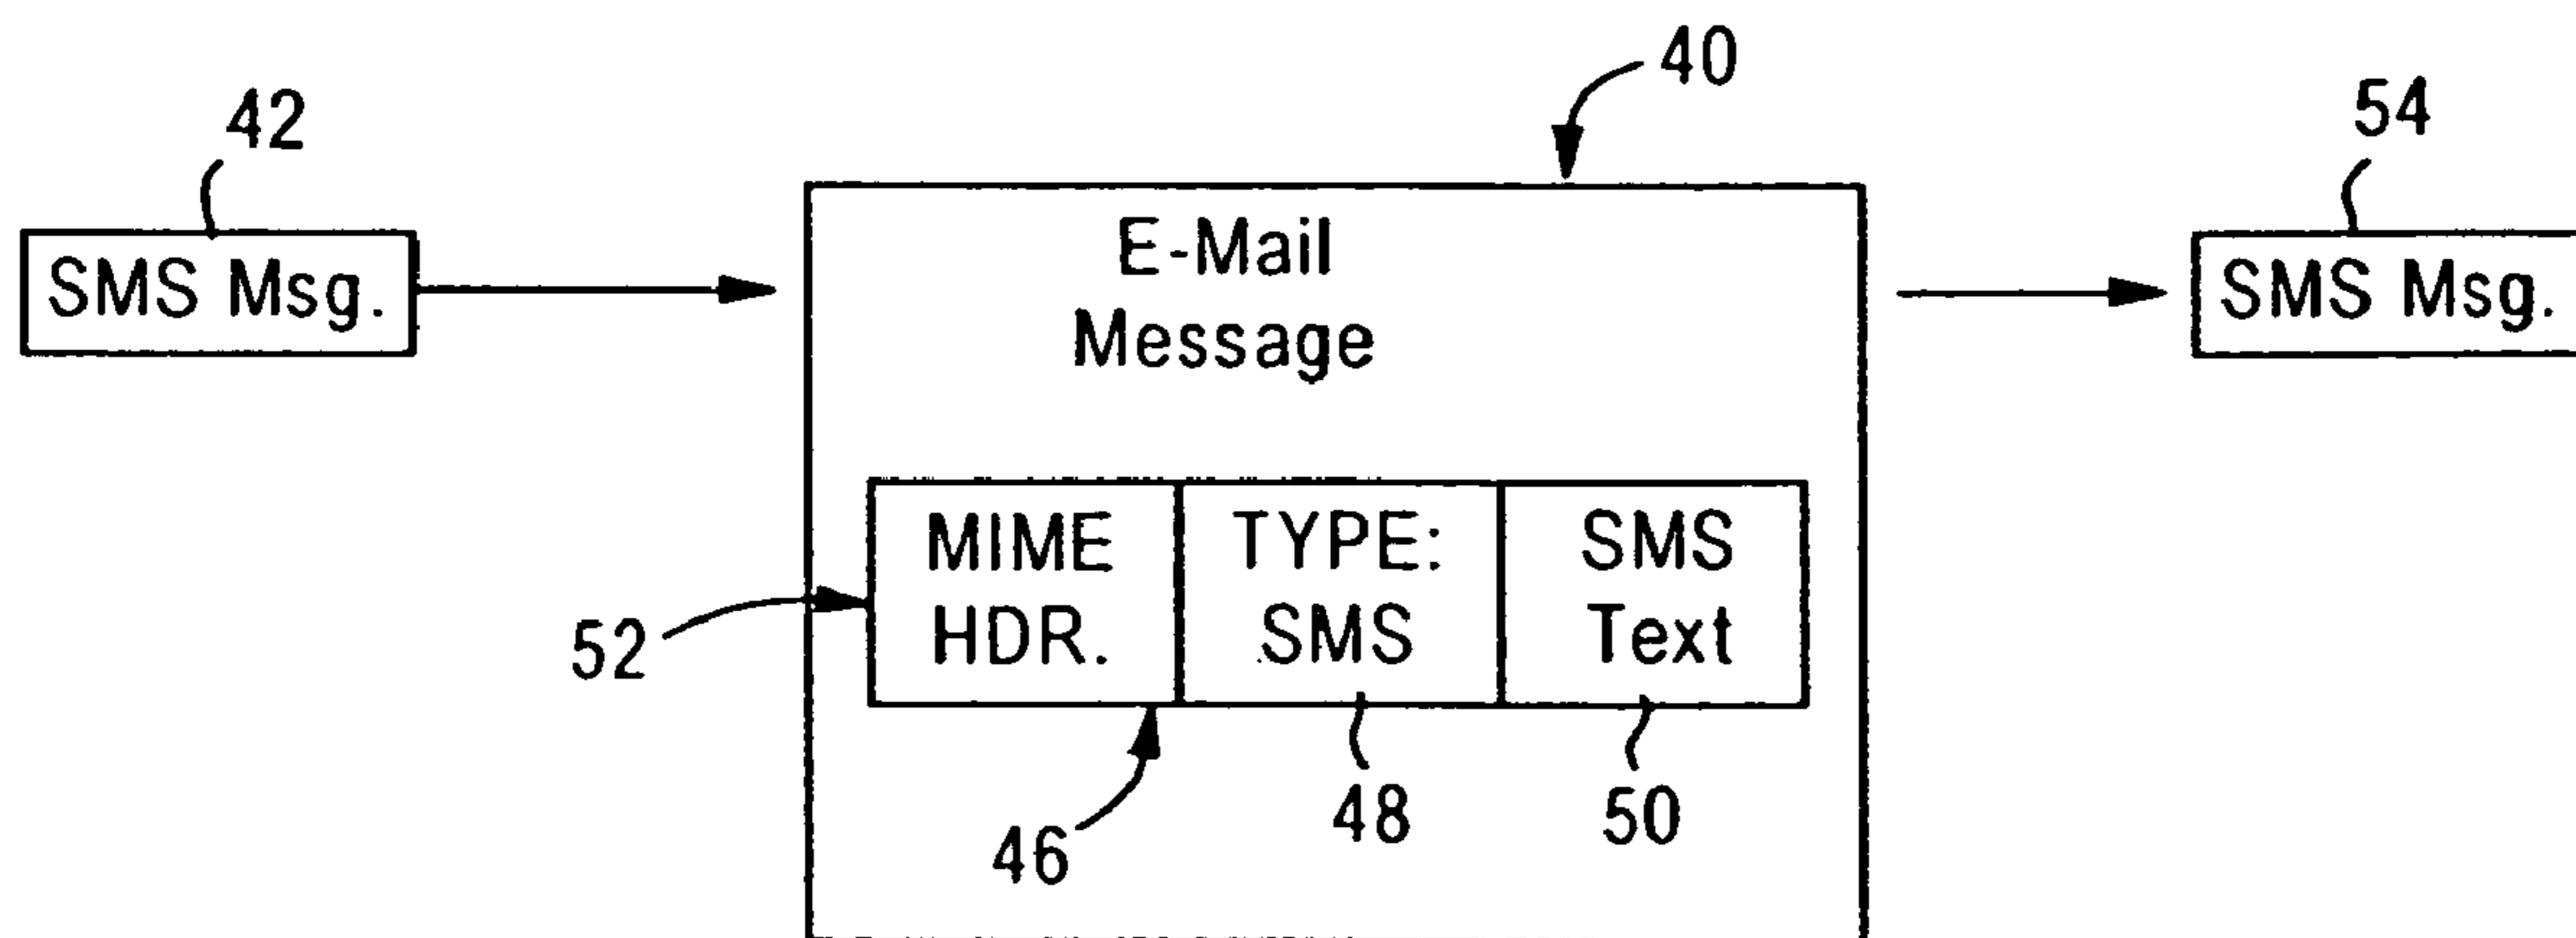 40
42
54
SMS Msg.
E-Mail
Message
SMS Msg.
MIME
HDR.
TYPE:
SMS
SMS
Text
52
46
48
50